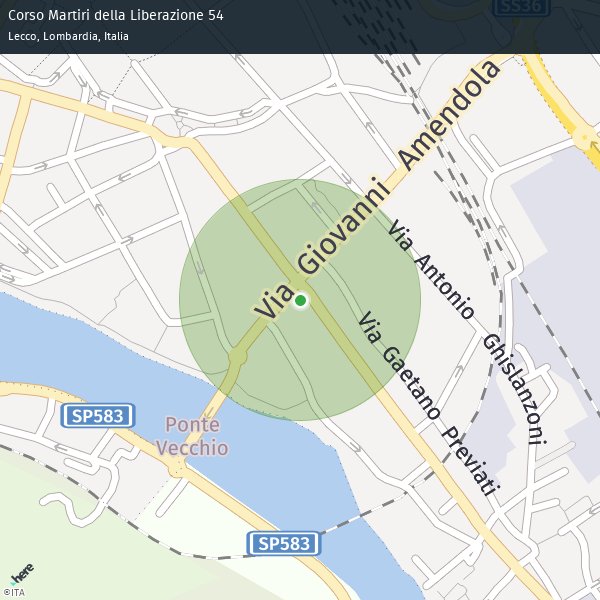 Corso Martiri della Liberazione 54
Lecco, Lombardia, Italia
SS36
Via Giovanni Amendola
Via Antonio Ghislanzoni
Via Gaetano Previati
SP583
Ponte
Vecchio
SP583
here
©ITA